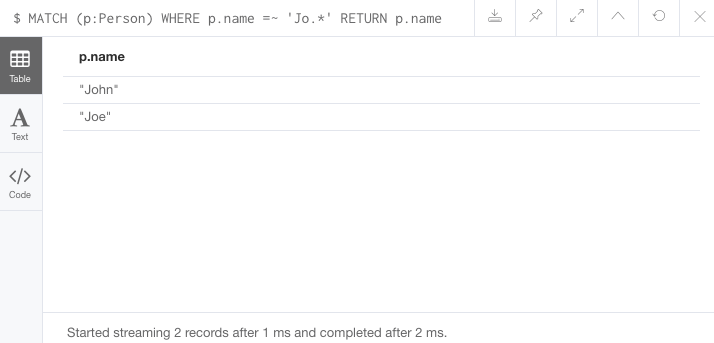 $ MATCH (p:Person) WHERE p.name =~ 'Jo.*' RETURN p.name
Table
A
Text
</>
Code
p.name
"John"
"Joe"
Started streaming 2 records after 1 ms and completed after 2 ms.